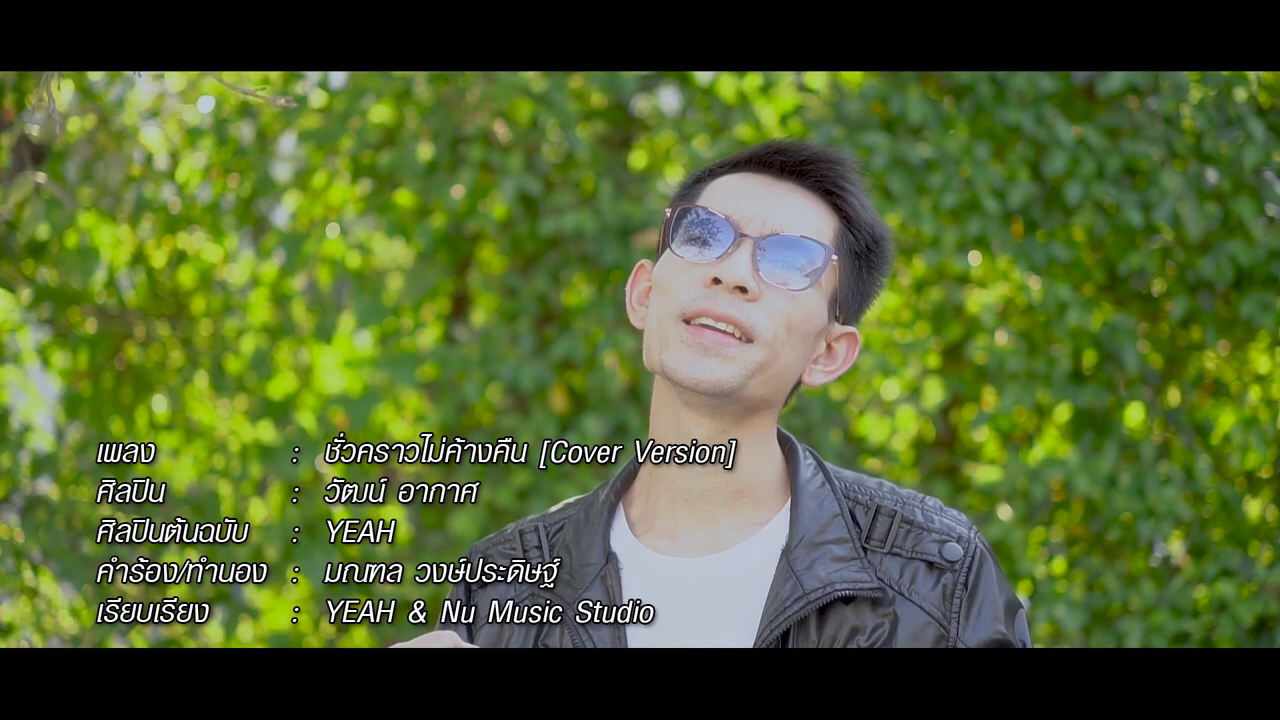 เพลง : ชั่วคราวไม่ค้างคืน [Cover Version]
ศิลปิน : วัฒน์ อากาศ
ศิลปินต้นฉบับ : YEAH
คำร้อง/ทำนอง : มณฑล วงษ์ประดิษฐ์
เรียบเรียง : YEAH & Nu Music Studio